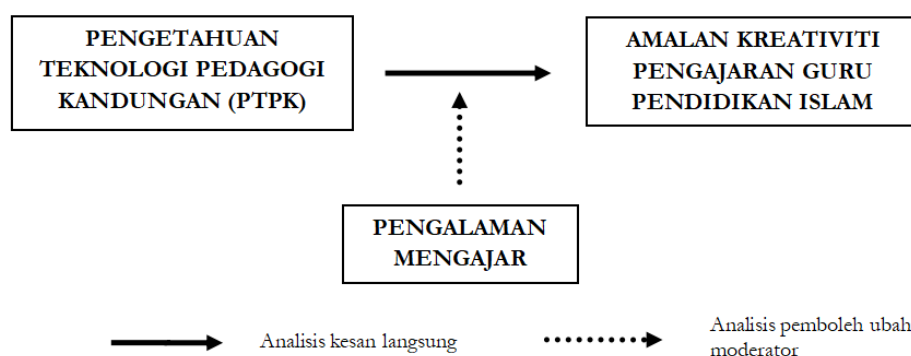 PENGETAHUAN
TEKNOLOGI PEDAGOGI
KANDUNGAN (PTPK)
AMALAN KREATIVITI
PENGAJARAN GURU
PENDIDIKAN ISLAM
PENGALAMAN
MENGAJAR
Analisis kesan langsung
Analisis pemboleh ubah
moderator